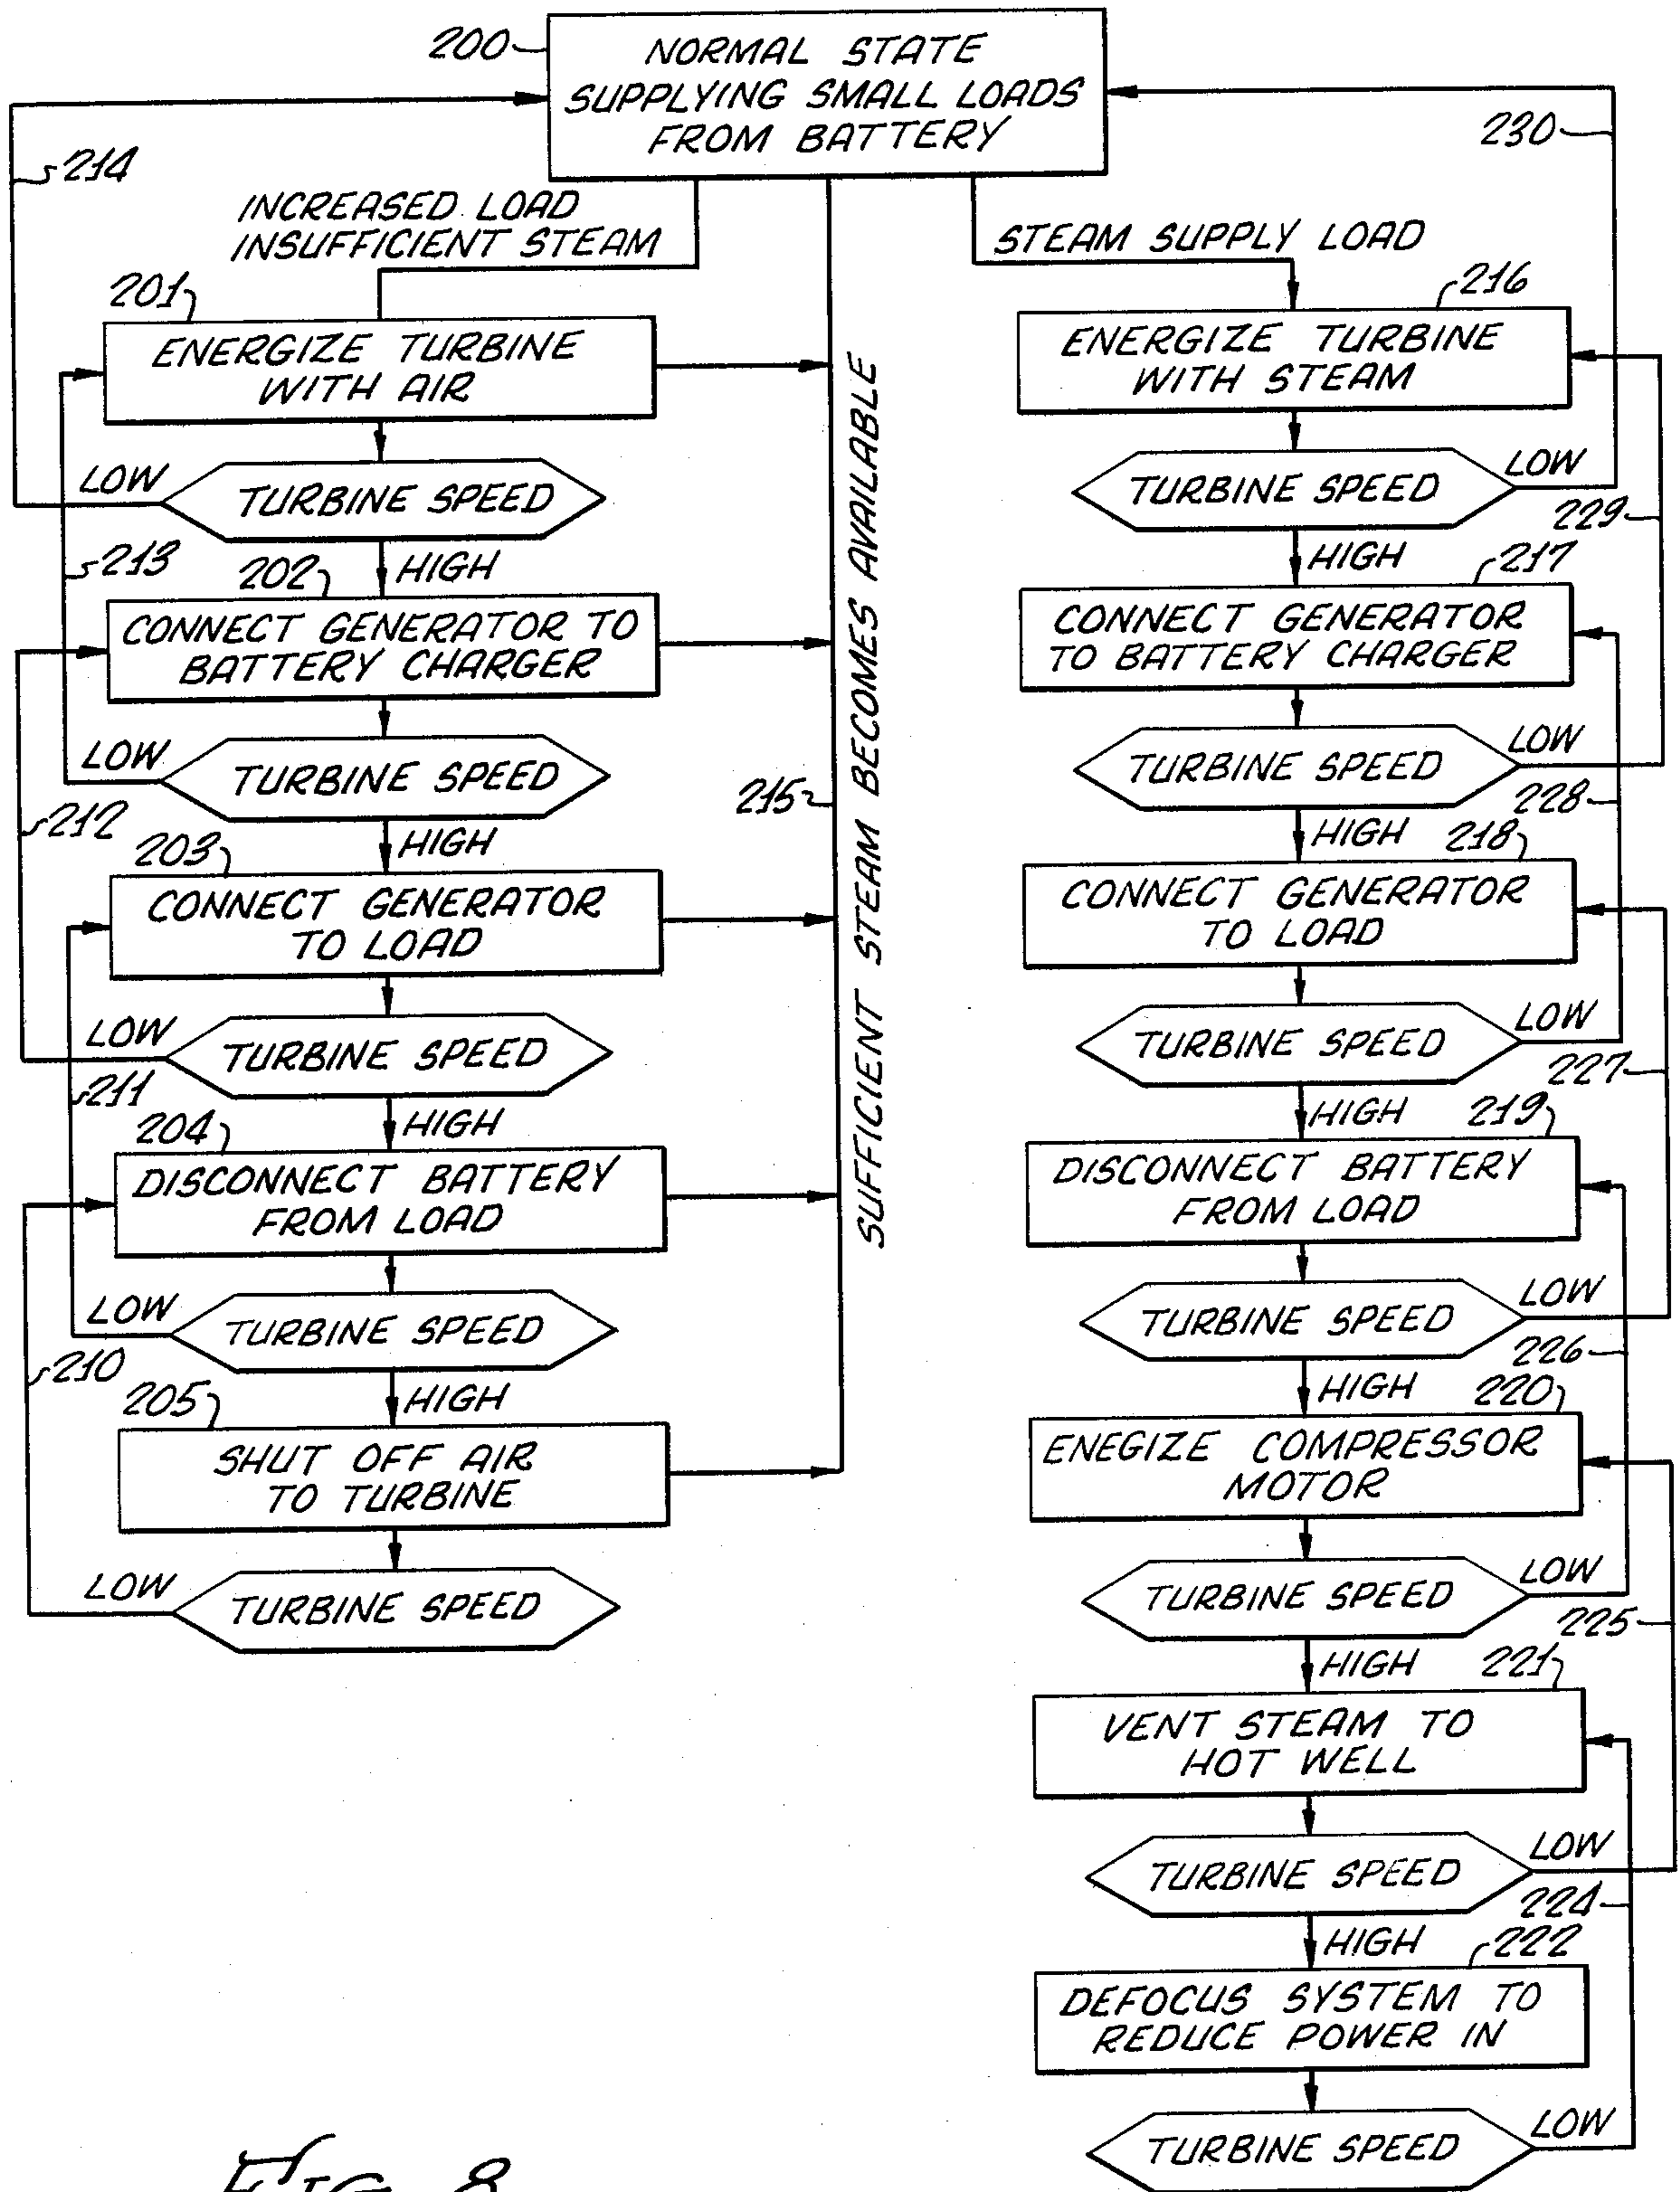 200
NORMAL STATE
SUPPLYING SMALL LOADS
FROM BATTERY
214
230
INCREASED LOAD
INSUFFICIENT STEAM
STEAM SUPPLY LOAD
201
ENERGIZE TURBINE
WITH AIR
LOW
TURBINE SPEED
213
HIGH
202
CONNECT GENERATOR TO
BATTERY CHARGER
LOW
TURBINE SPEED
212
HIGH
203
CONNECT GENERATOR
TO LOAD
LOW
TURBINE SPEED
211
HIGH
204
DISCONNECT BATTERY
FROM LOAD
LOW
TURBINE SPEED
210
HIGH
205
SHUT OFF AIR
TO TURBINE
LOW
TURBINE SPEED
215
SUFFICIENT STEAM BECOMES AVAILABLE
216
ENERGIZE TURBINE
WITH STEAM
TURBINE SPEED
LOW
229
HIGH
217
CONNECT GENERATOR
TO BATTERY CHARGER
TURBINE SPEED
LOW
228
HIGH
218
CONNECT GENERATOR
TO LOAD
TURBINE SPEED
LOW
227
HIGH
219
DISCONNECT BATTERY
FROM LOAD
TURBINE SPEED
LOW
226
HIGH
220
ENEGIZE COMPRESSOR
MOTOR
TURBINE SPEED
LOW
225
HIGH
221
VENT STEAM TO
HOT WELL
TURBINE SPEED
LOW
224
HIGH
222
DEFOCUS SYSTEM TO
REDUCE POWER IN
TURBINE SPEED
LOW
FIG. 8